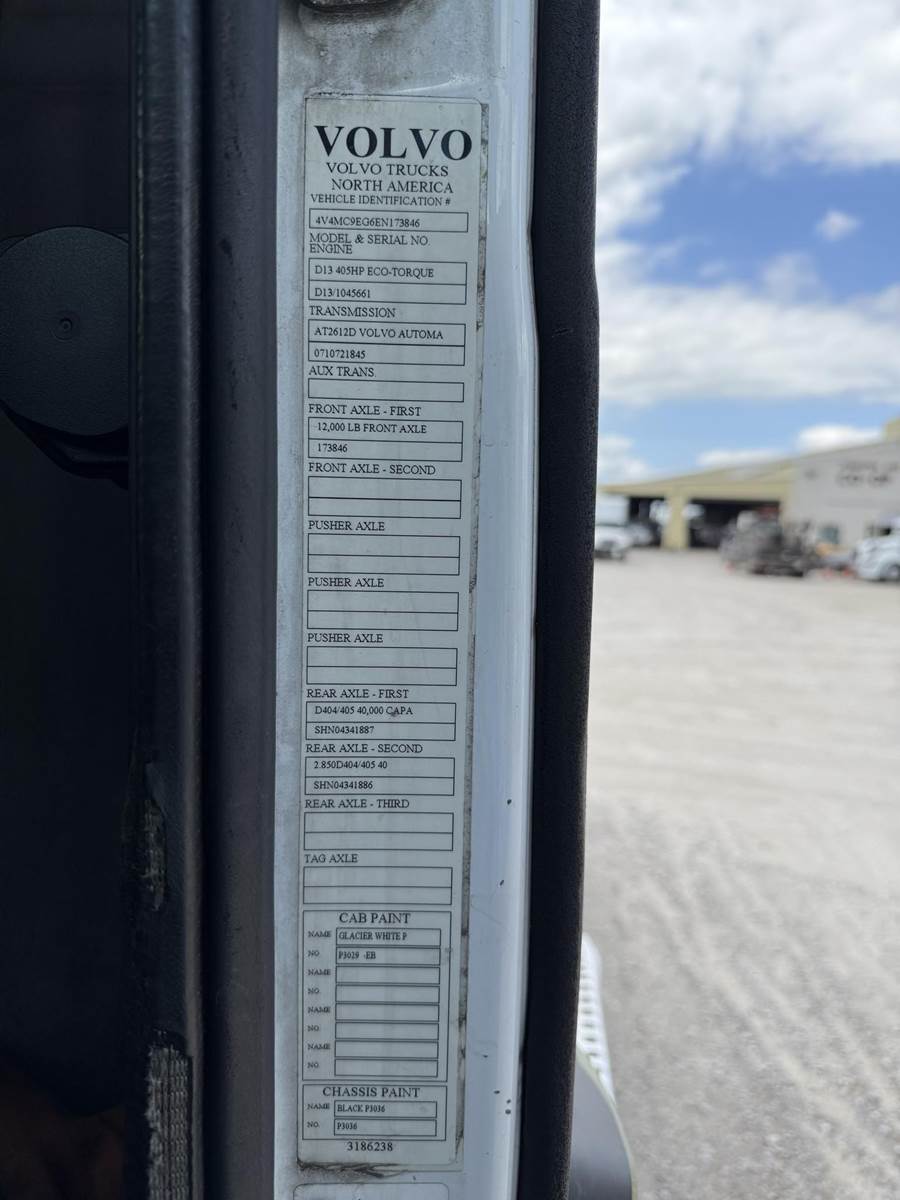 VOLVO
VOLVO TRUCKS
NORTH AMERICA
VEHICLE IDENTIFICATION #
4V4MC9EG6EN173846
MODEL & SERIAL NO.
ENGINE
D13 405HP ECO-TORQUE
D13/1045661
TRANSMISSION
AT2612D VOLVO AUTOMA
0710721845
AUX TRANS.
FRONT AXLE - FIRST
12,000 LB FRONT AXLE
173846
FRONT AXLE - SECOND
PUSHER AXLE
PUSHER AXLE
PUSHER AXLE
REAR AXLE - FIRST
D404/405 40,000 CAPA
SHN04341887
REAR AXLE - SECOND
2.850D404/405 40
SHN04341886
REAR AXLE - THIRD
TAG AXLE
CAB PAINT
NAME GLACIER WHITE P
NO. P3029 -EB
NAME
NO.
NAME
NO.
NAME
NO.
CHASSIS PAINT
NAME BLACK P3036
NO. P3036
3186238